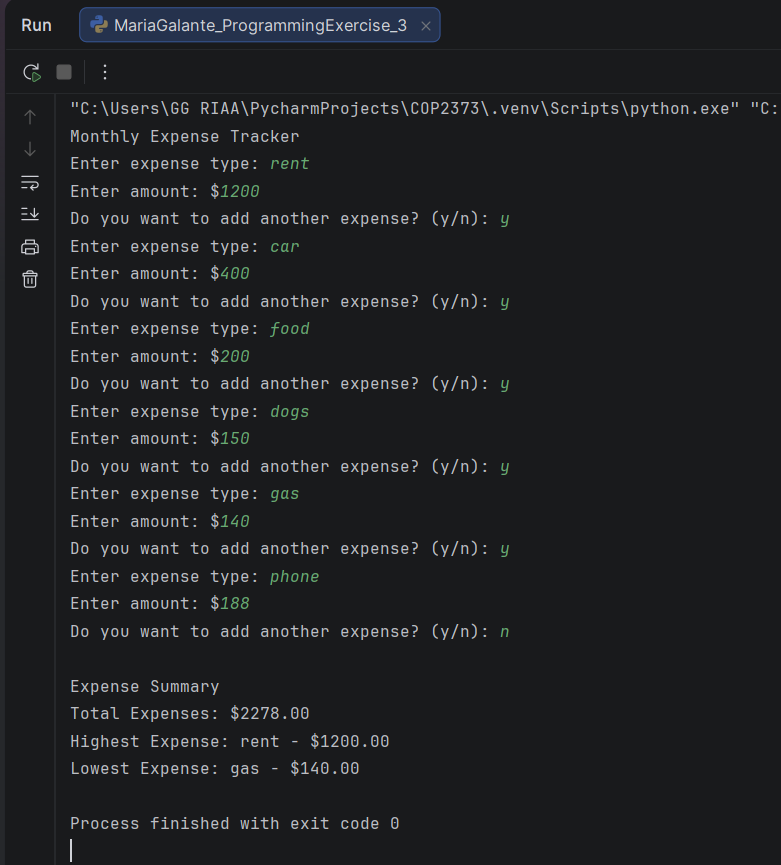 Run MariaGalante_ProgrammingExercise_3
"C:\Users\GG RIAA\PycharmProjects\COP2373\.venv\Scripts\python.exe" "C:
Monthly Expense Tracker
Enter expense type: rent
Enter amount: $1200
Do you want to add another expense? (y/n): y
Enter expense type: car
Enter amount: $400
Do you want to add another expense? (y/n): y
Enter expense type: food
Enter amount: $200
Do you want to add another expense? (y/n): y
Enter expense type: dogs
Enter amount: $150
Do you want to add another expense? (y/n): y
Enter expense type: gas
Enter amount: $140
Do you want to add another expense? (y/n): y
Enter expense type: phone
Enter amount: $188
Do you want to add another expense? (y/n): n
Expense Summary
Total Expenses: $2278.00
Highest Expense: rent - $1200.00
Lowest Expense: gas - $140.00
Process finished with exit code 0